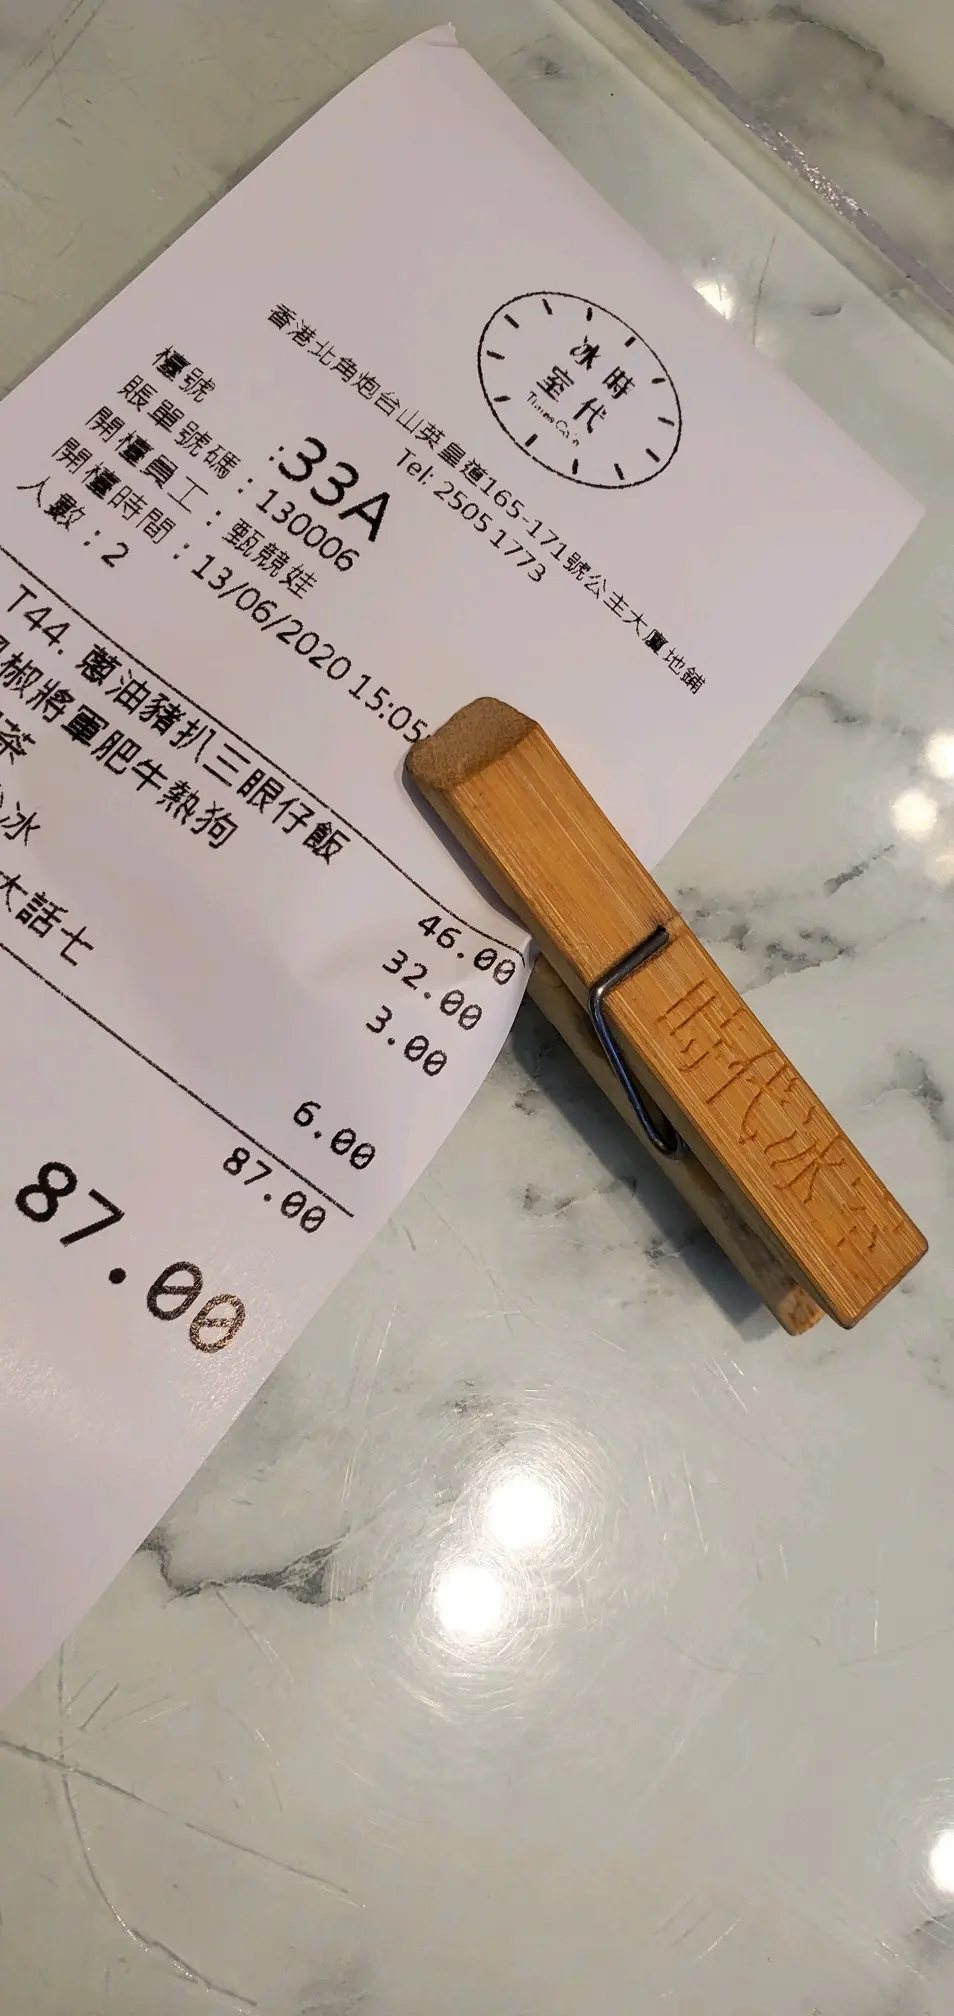 時代
冰室
香港北角炮台山英皇道165-171號公主大廈地鋪
Tel: 2505 1773
檯號 :33A
賬單號碼：130006
開檯員工：甄競娃
開檯時間：13/06/2020 15:05
人數：2
T44. 蔥油豬扒三眼仔飯 46.00
椒將軍肥牛熱狗 32.00
茶 3.00
冰
大話七 6.00
87.00
87.00
時代冰室